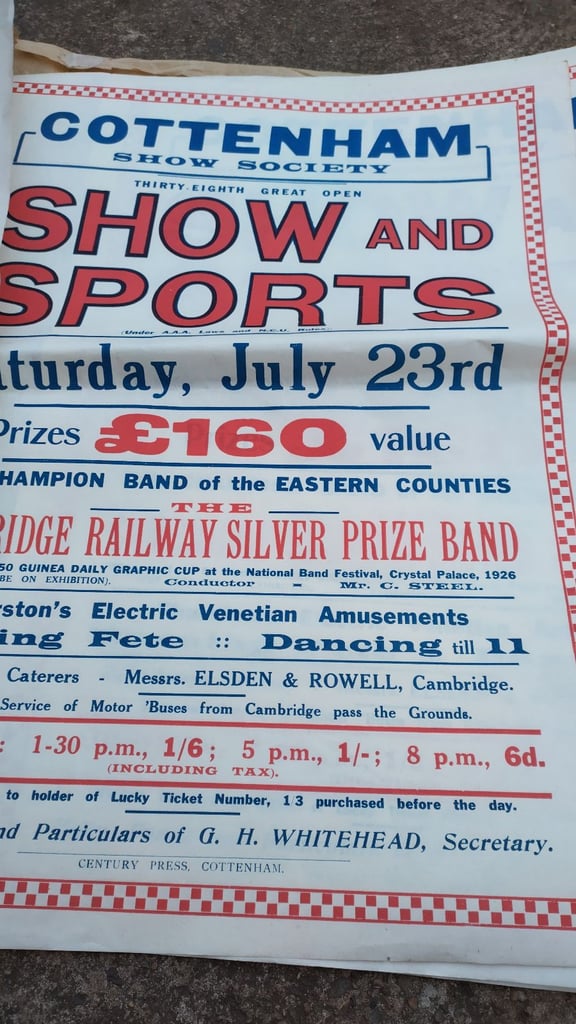 COTTENHAM
SHOW SOCIETY
THIRTY-EIGHTH GREAT OPEN
SHOW AND
SPORTS
(Under A.A.A. Laws and N.C.U. Rules)
aturday, July 23rd
Prizes £160 value
HAMPION BAND of the EASTERN COUNTIES
THE
RIDGE RAILWAY SILVER PRIZE BAND
50 GUINEA DAILY GRAPHIC CUP at the National Band Festival, Crystal Palace, 1926
BE ON EXHIBITION). Conductor - Mr. C. STEEL.
rston's Electric Venetian Amusements
ing Fete :: Dancing till 11
Caterers - Messrs. ELSDEN & ROWELL, Cambridge.
Service of Motor 'Buses from Cambridge pass the Grounds.
: 1-30 p.m., 1/6; 5 p.m., 1/-; 8 p.m., 6d.
(INCLUDING TAX).
to holder of Lucky Ticket Number, 1/3 purchased before the day.
nd Particulars of G. H. WHITEHEAD, Secretary.
CENTURY PRESS, COTTENHAM.